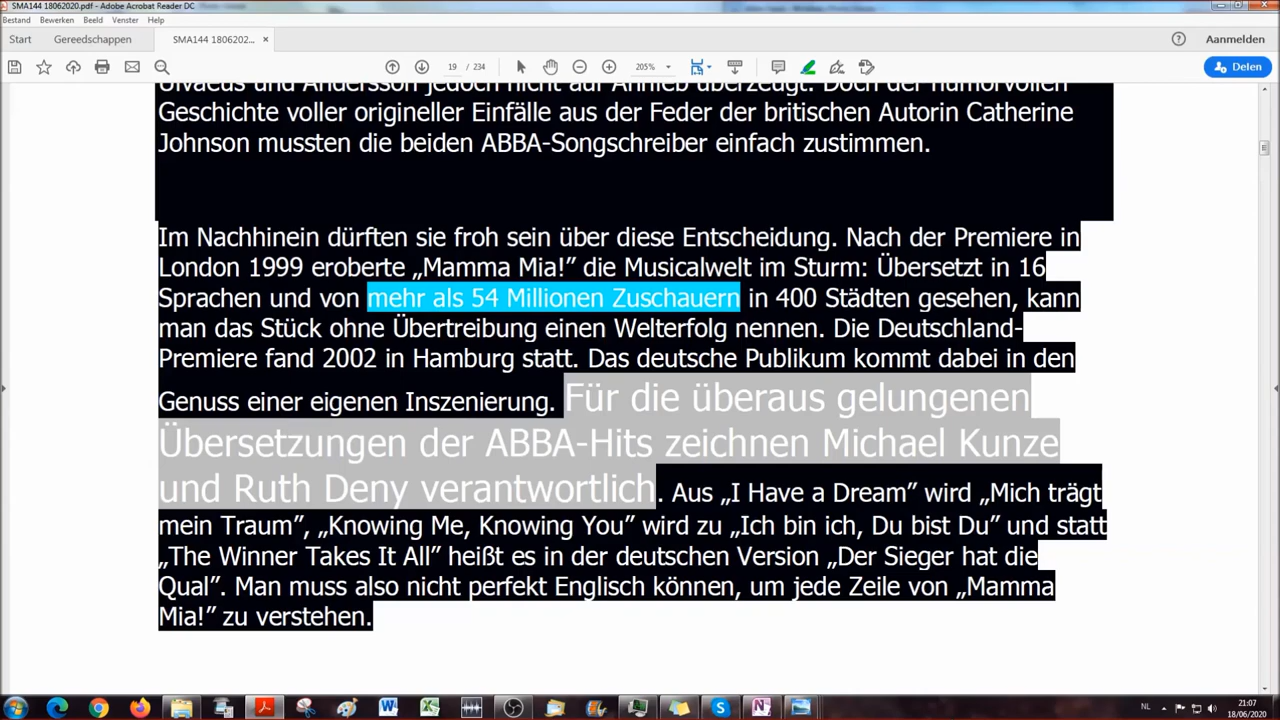 SMA144 18062020.pdf - Adobe Acrobat Reader DC
Bestand Bewerken Beeld Venster Help
Start Gereedschappen SMA144 18062020... × Aanmelden
19 / 234 205% Delen
Ulvaeus und Andersson jedoch nicht auf Anhieb überzeugt. Doch der humorvollen
Geschichte voller origineller Einfälle aus der Feder der britischen Autorin Catherine
Johnson mussten die beiden ABBA-Songschreiber einfach zustimmen.
Im Nachhinein dürften sie froh sein über diese Entscheidung. Nach der Premiere in
London 1999 eroberte „Mamma Mia!” die Musicalwelt im Sturm: Übersetzt in 16
Sprachen und von mehr als 54 Millionen Zuschauern in 400 Städten gesehen, kann
man das Stück ohne Übertreibung einen Welterfolg nennen. Die Deutschland-
Premiere fand 2002 in Hamburg statt. Das deutsche Publikum kommt dabei in den
Genuss einer eigenen Inszenierung. Für die überaus gelungenen
Übersetzungen der ABBA-Hits zeichnen Michael Kunze
und Ruth Deny verantwortlich. Aus „I Have a Dream” wird „Mich trägt
mein Traum”, „Knowing Me, Knowing You” wird zu „Ich bin ich, Du bist Du” und statt
„The Winner Takes It All” heißt es in der deutschen Version „Der Sieger hat die
Qual”. Man muss also nicht perfekt Englisch können, um jede Zeile von „Mamma
Mia!” zu verstehen.
NL 21:07
18/06/2020